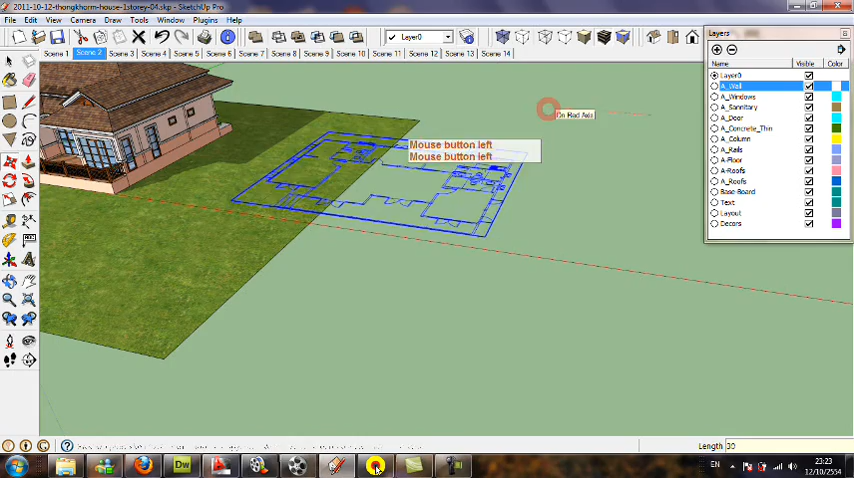 2011-10-12-thongkhorm-house-1storey-04.skp - SketchUp Pro
File Edit View Camera Draw Tools Window Plugins Help
Layer0
Scene 1 Scene 2 Scene 3 Scene 4 Scene 5 Scene 6 Scene 7 Scene 8 Scene 9 Scene 10 Scene 11 Scene 12 Scene 13 Scene 14
Layers
Name Visible Color
Layer0
A_Wall
A_Windows
A_Sannitary
A_Door
A_Concrete_Thin
A_Column
A_Rails
A-Floor
A-Roofs
A_Roofs
Base-Board
Text
Layout
Decors
On Red Axis
Mouse button left
Mouse button left
Length 30
Dw
EN
23:23
12/10/2554